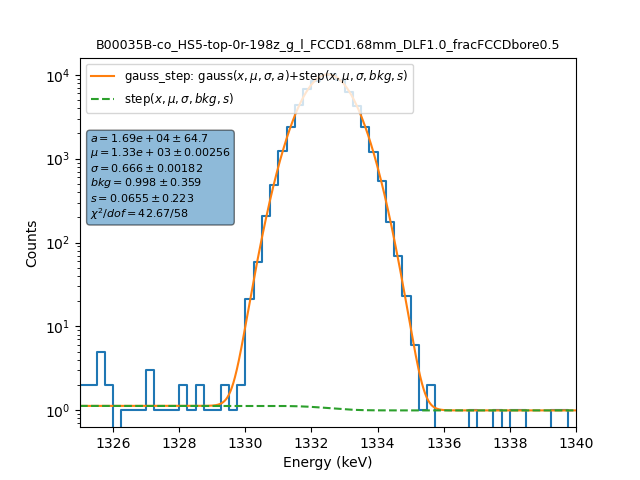 B00035B-co_HS5-top-0r-198z_g_l_FCCD1.68mm_DLF1.0_fracFCCDbore0.5
gauss_step: gauss(x, μ, σ, a)+step(x, μ, σ, bkg, s)
step(x, μ, σ, bkg, s)
a = 1.69e + 04 ± 64.7
μ = 1.33e + 03 ± 0.00256
σ = 0.666 ± 0.00182
bkg = 0.998 ± 0.359
s = 0.0655 ± 0.223
χ²/dof = 42.67/58
10⁴
10³
10²
10¹
10⁰
Counts
1326 1328 1330 1332 1334 1336 1338 1340
Energy (keV)